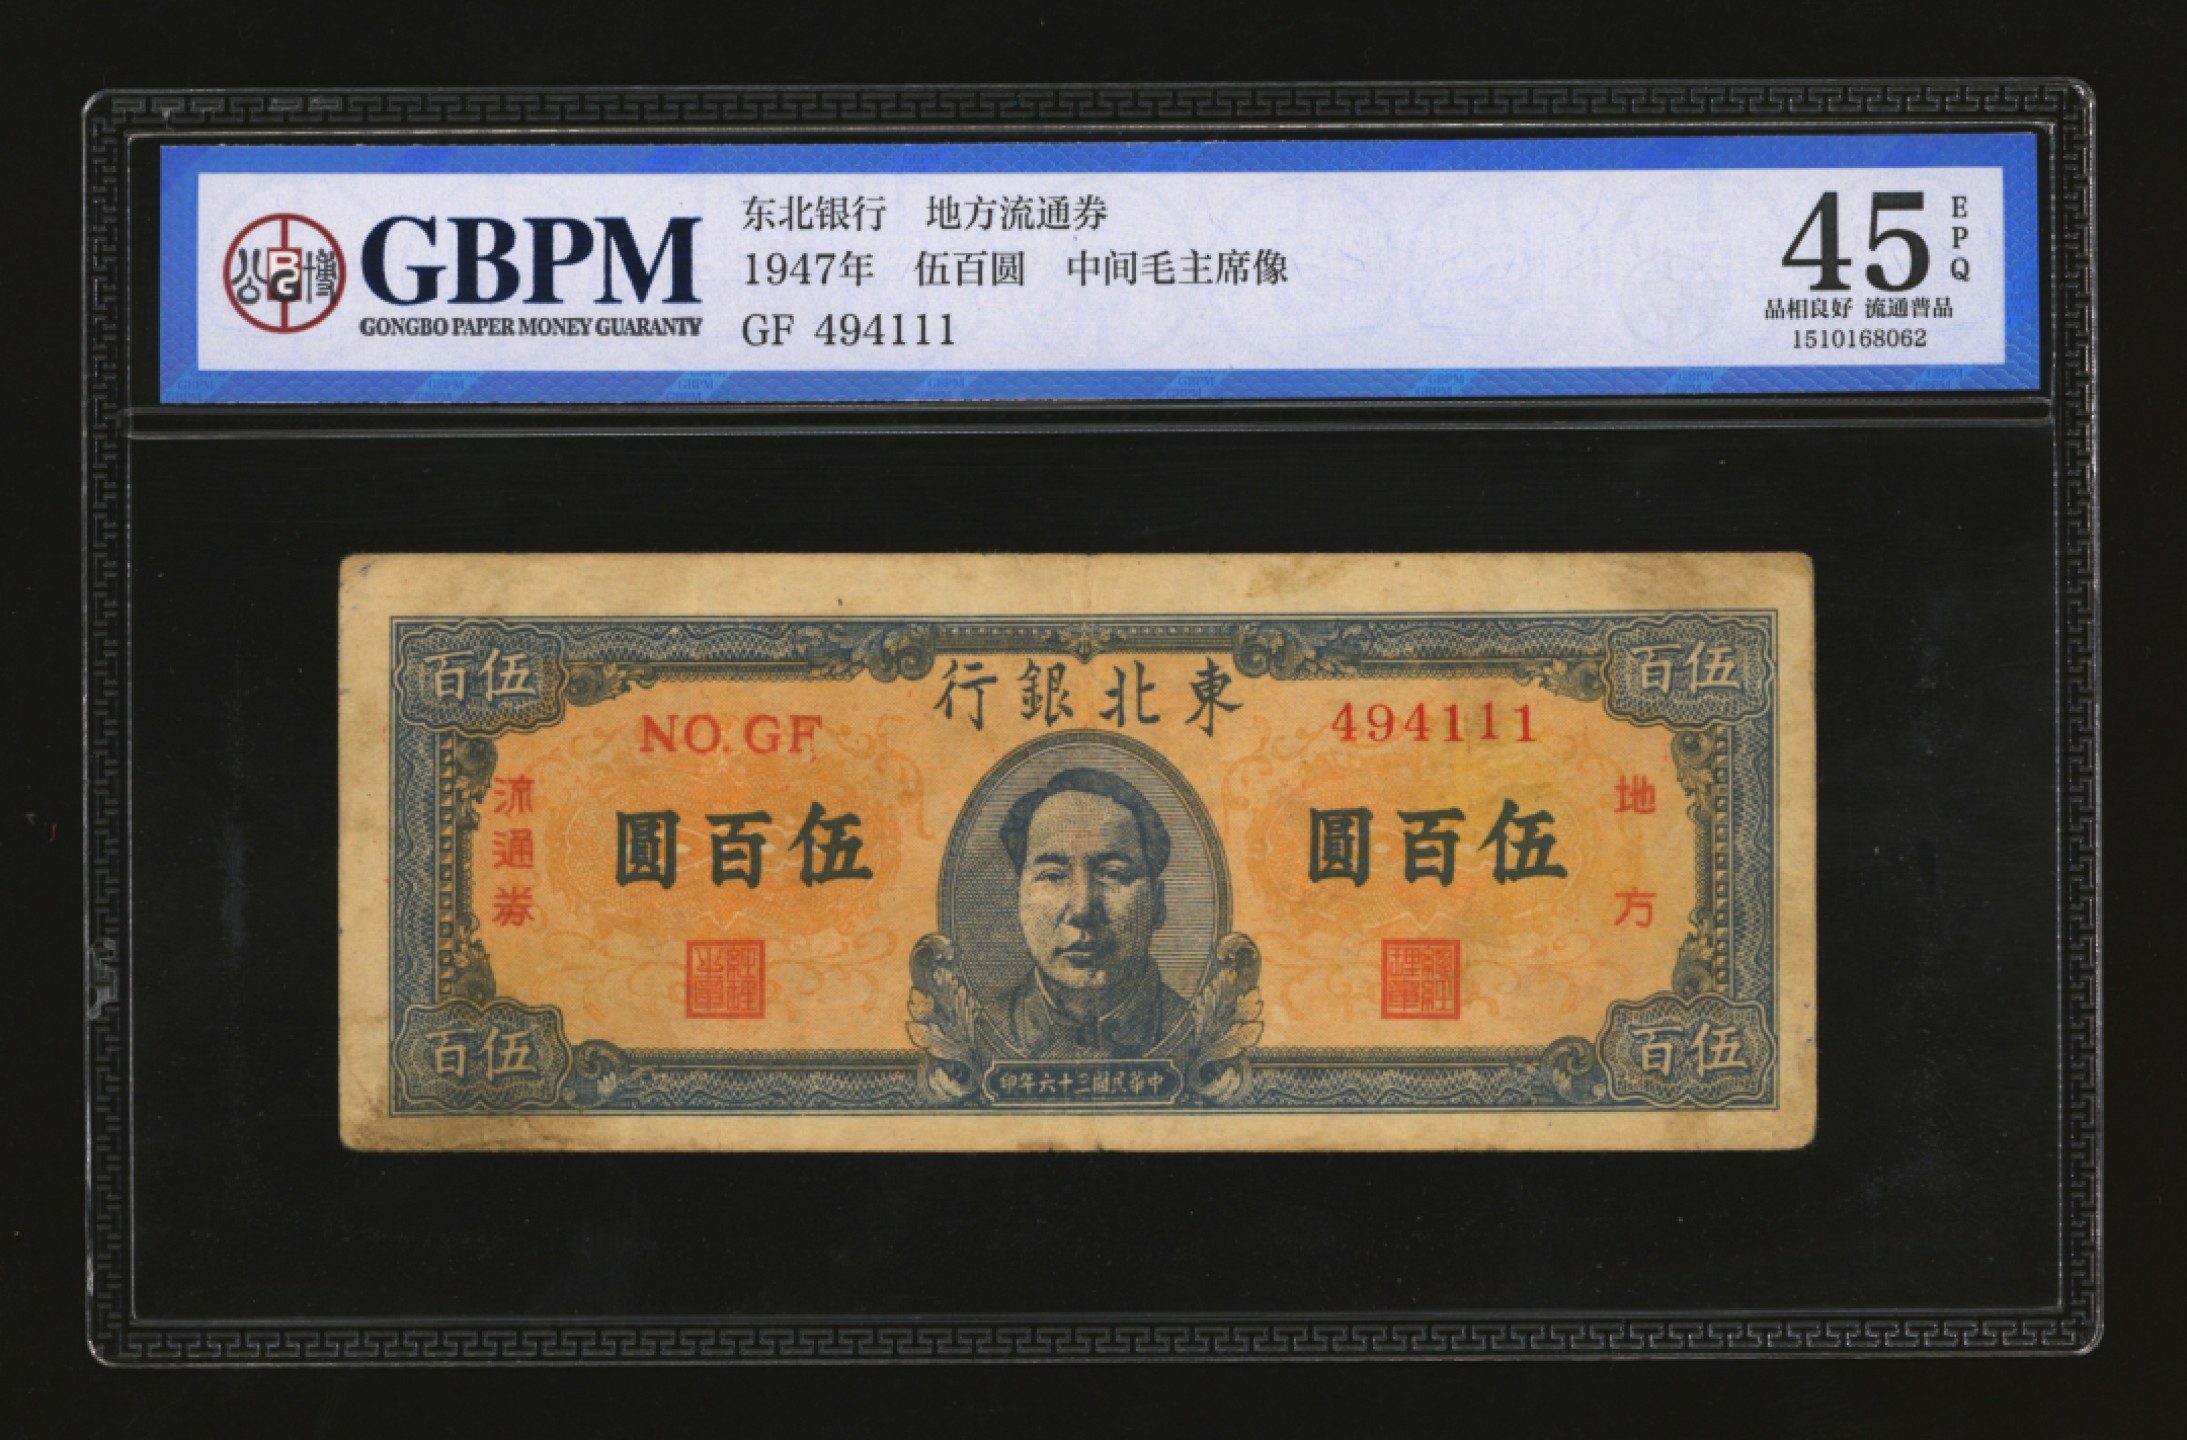 GBPM
GONGBO PAPER MONEY GUARANTY
东北银行 地方流通券
1947年 伍百圆 中间毛主席像
GF 494111
45
EPQ
品相良好 流通普品
1510168062
伍百
伍百
東北銀行
NO. GF
494111
地方
流通券
伍百圓
伍百圓
伍百
伍百
中華民國三十六年印